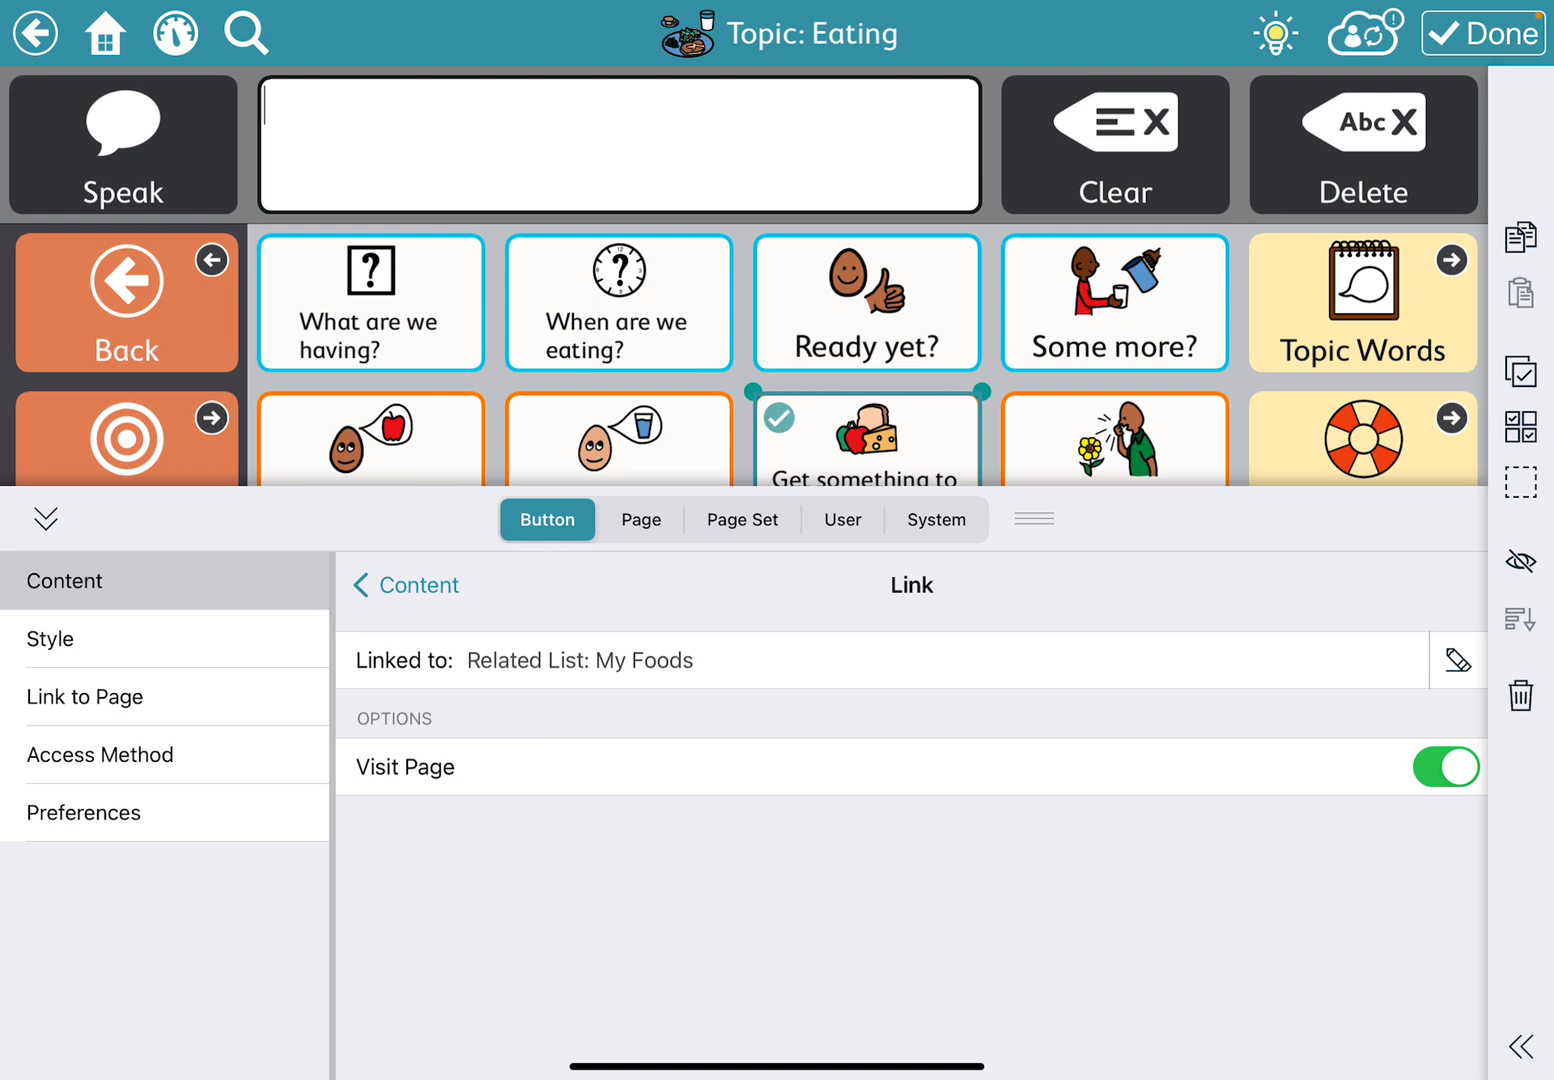 Topic: Eating
Done
Speak
Clear
Abc X
Delete
Back
What are we
having?
When are we
eating?
Ready yet?
Some more?
Topic Words
Get something to
Button
Page
Page Set
User
System
Content
Style
Link to Page
Access Method
Preferences
Content
Link
Linked to: Related List: My Foods
OPTIONS
Visit Page